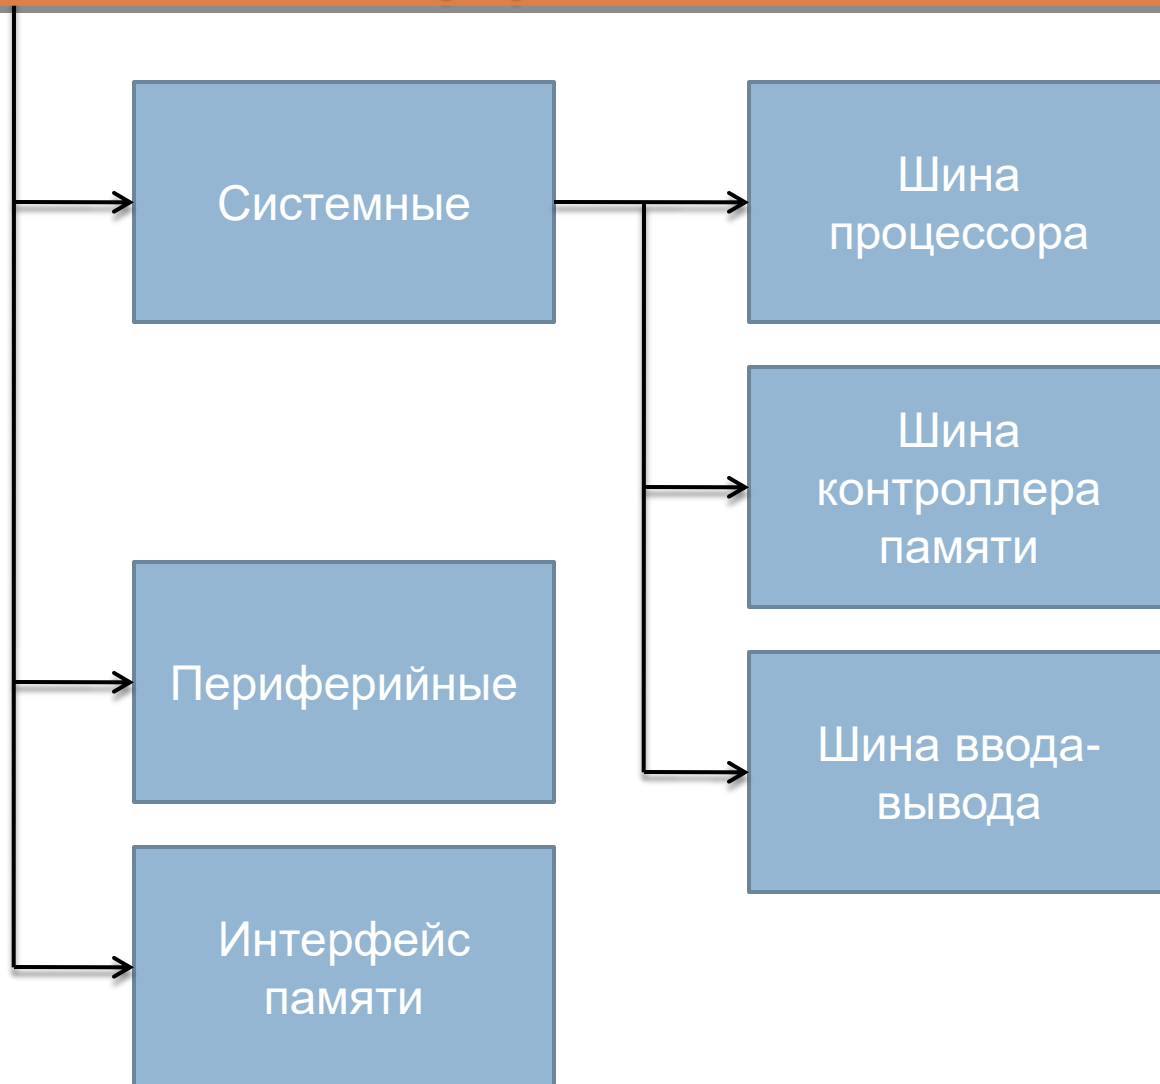 Системные
Шина
процессора
Шина
контроллера
памяти
Периферийные
Шина ввода-
вывода
Интерфейс
памяти